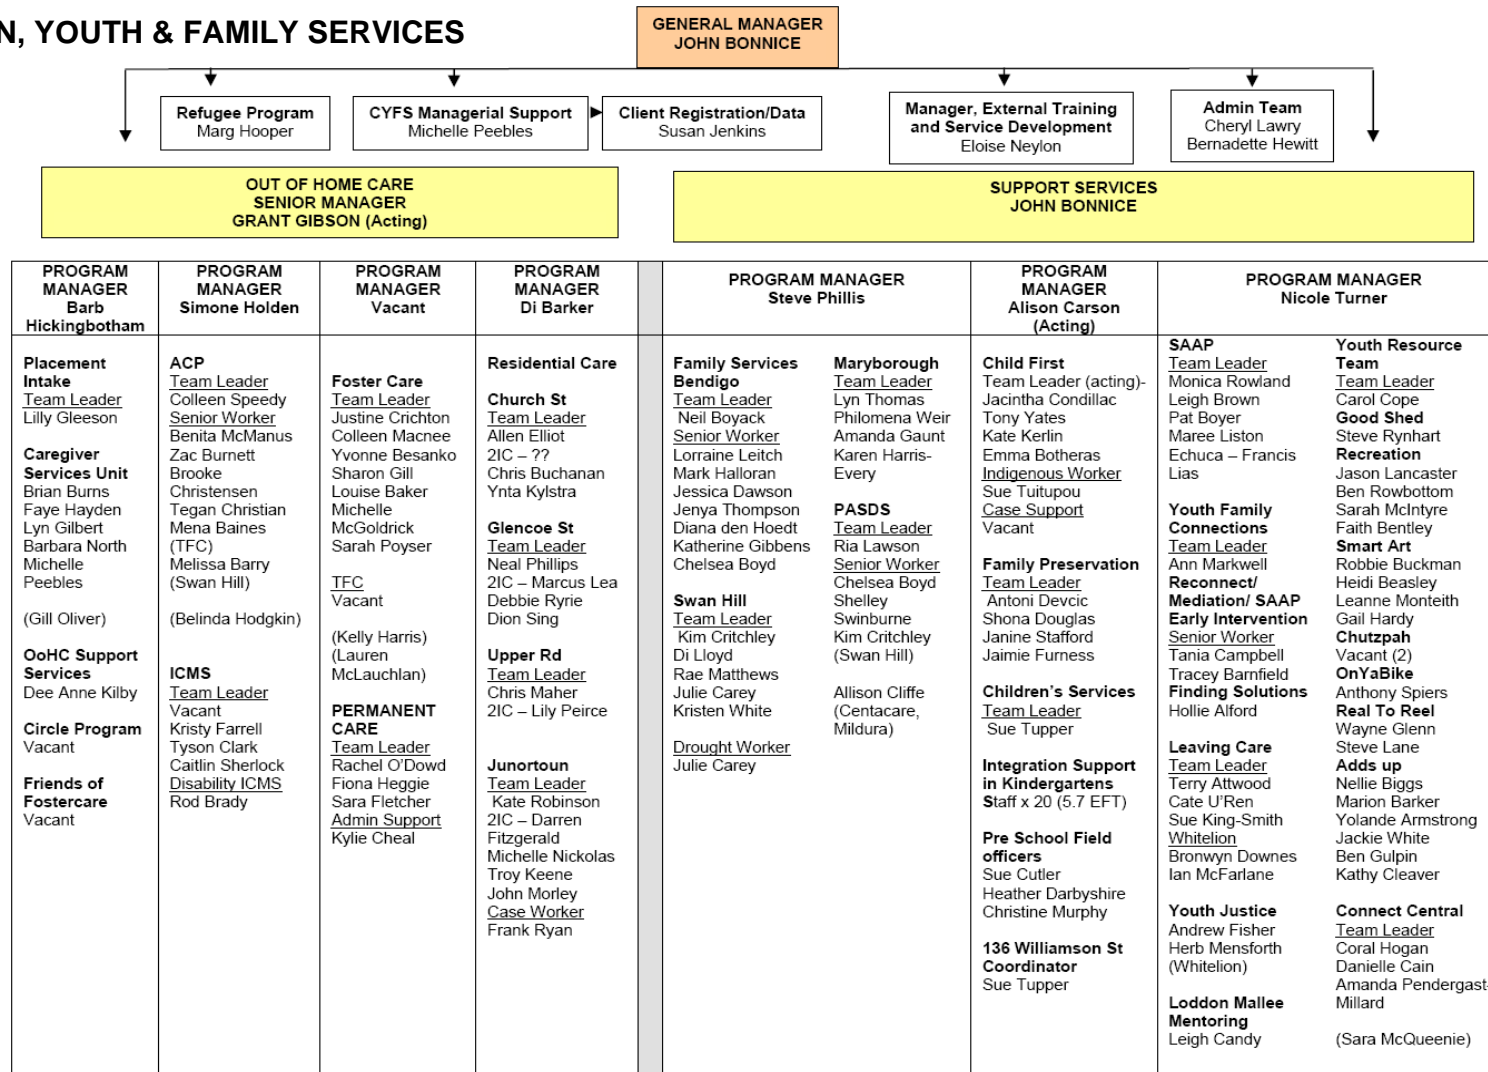 N, YOUTH & FAMILY SERVICES
GENERAL MANAGER
JOHN BONNICE
Refugee Program
Marg Hooper
CYFS Managerial Support
Michelle Peebles
Client Registration/Data
Susan Jenkins
Manager, External Training
and Service Development
Eloise Neylon
Admin Team
Cheryl Lawry
Bernadette Hewitt
OUT OF HOME CARE
SENIOR MANAGER
GRANT GIBSON (Acting)
SUPPORT SERVICES
JOHN BONNICE
PROGRAM
MANAGER
Barb
Hickingbotham
Placement
Intake
Team Leader
Lilly Gleeson
Caregiver
Services Unit
Brian Burns
Faye Hayden
Lyn Gilbert
Barbara North
Michelle
Peebles
(Gill Oliver)
OoHC Support
Services
Dee Anne Kilby
Circle Program
Vacant
Friends of
Fostercare
Vacant
PROGRAM
MANAGER
Simone Holden
ACP
Team Leader
Colleen Speedy
Senior Worker
Benita McManus
Zac Burnett
Brooke
Christensen
Tegan Christian
Mena Baines
(TFC)
Melissa Barry
(Swan Hill)
(Belinda Hodgkin)
ICMS
Team Leader
Vacant
Kristy Farrell
Tyson Clark
Caitlin Sherlock
Disability ICMS
Rod Brady
PROGRAM
MANAGER
Vacant
Foster Care
Team Leader
Justine Crichton
Colleen Macnee
Yvonne Besanko
Sharon Gill
Louise Baker
Michelle
McGoldrick
Sarah Poyser
TFC
Vacant
(Kelly Harris)
(Lauren
McLauchlan)
PERMANENT
CARE
Team Leader
Rachel O'Dowd
Fiona Heggie
Sara Fletcher
Admin Support
Kylie Cheal
PROGRAM
MANAGER
Di Barker
Residential Care
Church St
Team Leader
Allen Elliot
2IC – ??
Chris Buchanan
Ynta Kylstra
Glencoe St
Team Leader
Neal Phillips
2IC – Marcus Lea
Debbie Ryrie
Dion Sing
Upper Rd
Team Leader
Chris Maher
2IC – Lily Peirce
Junortoun
Team Leader
Kate Robinson
2IC – Darren
Fitzgerald
Michelle Nickolas
Troy Keene
John Morley
Case Worker
Frank Ryan
PROGRAM MANAGER
Steve Phillis
Family Services
Bendigo
Team Leader
Neil Boyack
Senior Worker
Lorraine Leitch
Mark Halloran
Jessica Dawson
Jenya Thompson
Diana den Hoedt
Katherine Gibbens
Chelsea Boyd
Swan Hill
Team Leader
Kim Critchley
Di Lloyd
Rae Matthews
Julie Carey
Kristen White
Drought Worker
Julie Carey
Maryborough
Team Leader
Lyn Thomas
Philomena Weir
Amanda Gaunt
Karen Harris-
Every
PASDS
Team Leader
Ria Lawson
Senior Worker
Chelsea Boyd
Shelley
Swinburne
Kim Critchley
(Swan Hill)
Allison Cliffe
(Centacare,
Mildura)
PROGRAM
MANAGER
Alison Carson
(Acting)
Child First
Team Leader (acting)-
Jacintha Condillac
Tony Yates
Kate Kerlin
Emma Botheras
Indigenous Worker
Sue Tuitupou
Case Support
Vacant
Family Preservation
Team Leader
Antoni Devcic
Shona Douglas
Janine Stafford
Jaimie Furness
Children's Services
Team Leader
Sue Tupper
Integration Support
in Kindergartens
Staff x 20 (5.7 EFT)
Pre School Field
officers
Sue Cutler
Heather Darbyshire
Christine Murphy
136 Williamson St
Coordinator
Sue Tupper
PROGRAM MANAGER
Nicole Turner
SAAP
Team Leader
Monica Rowland
Leigh Brown
Pat Boyer
Maree Liston
Echuca – Francis
Lias
Youth Family
Connections
Team Leader
Ann Markwell
Reconnect/
Mediation/ SAAP
Early Intervention
Senior Worker
Tania Campbell
Tracey Barnfield
Finding Solutions
Hollie Alford
Leaving Care
Team Leader
Terry Attwood
Cate U'Ren
Sue King-Smith
Whitelion
Bronwyn Downes
Ian McFarlane
Youth Justice
Andrew Fisher
Herb Mensforth
(Whitelion)
Loddon Mallee
Mentoring
Leigh Candy
Youth Resource
Team
Team Leader
Carol Cope
Good Shed
Steve Rynhart
Recreation
Jason Lancaster
Ben Rowbottom
Sarah McIntyre
Faith Bentley
Smart Art
Robbie Buckman
Heidi Beasley
Leanne Monteith
Gail Hardy
Chutzpah
Vacant (2)
OnYaBike
Anthony Spiers
Real To Reel
Wayne Glenn
Steve Lane
Adds up
Nellie Biggs
Marion Barker
Yolande Armstrong
Jackie White
Ben Gulpin
Kathy Cleaver
Connect Central
Team Leader
Coral Hogan
Danielle Cain
Amanda Pendergast-
Millard
(Sara McQueenie)